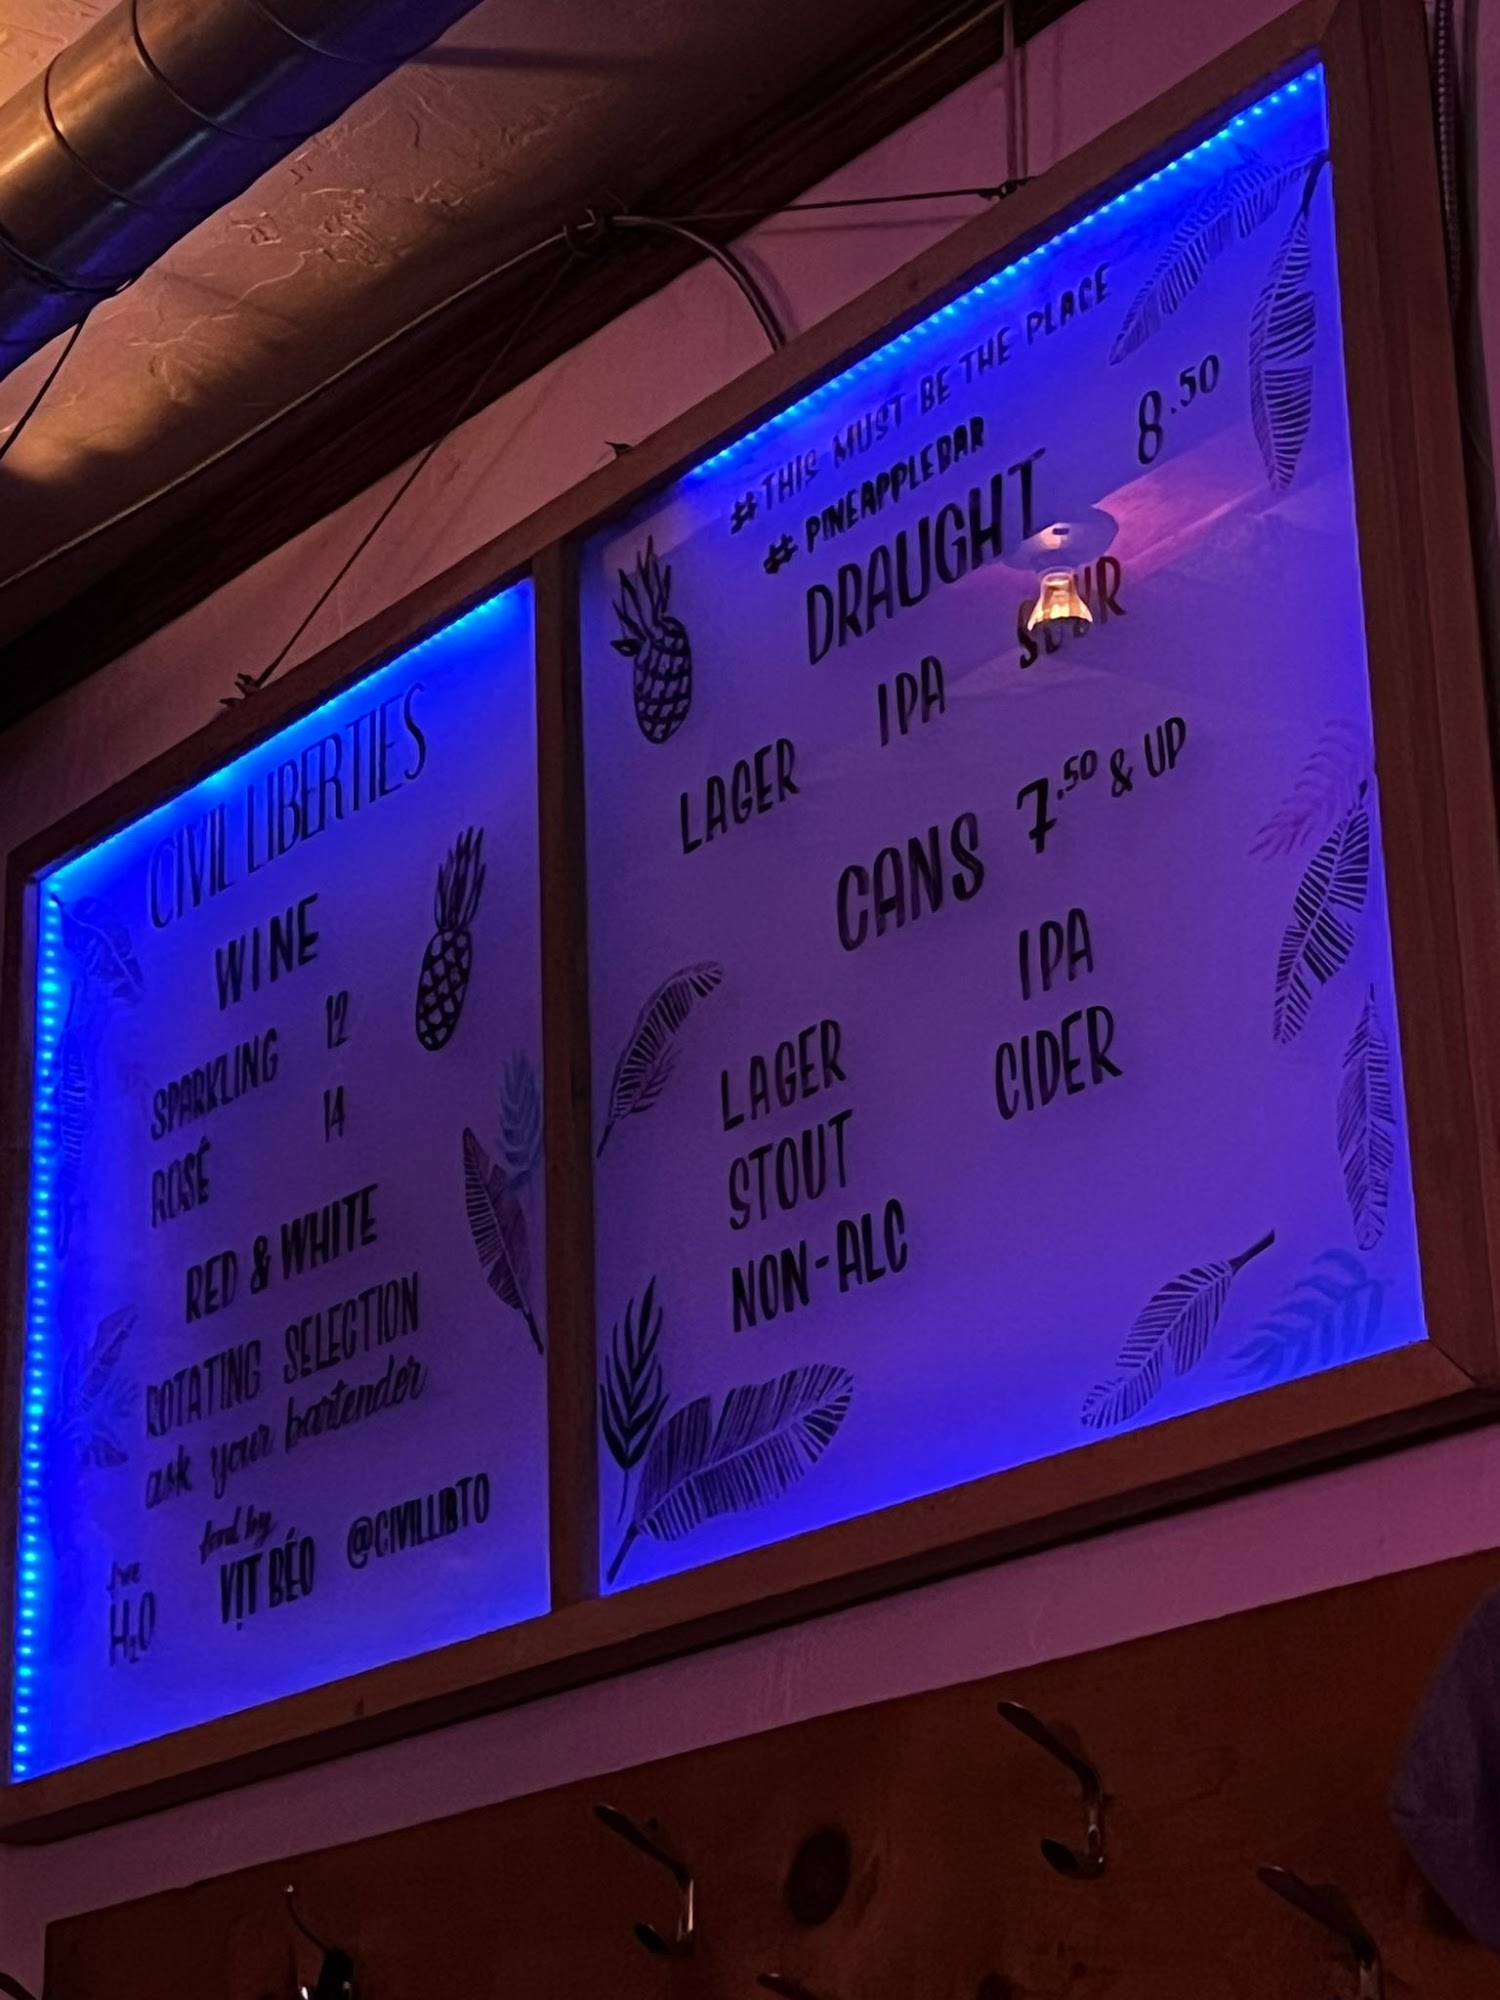 CIVIL LIBERTIES
WINE
SPARKLING 12
ROSÉ 14
RED & WHITE
ROTATING SELECTION
ask your bartender
free
H2O
food by
VỊT BÉO
@CIVILLIBTO
#THIS MUST BE THE PLACE
#PINEAPPLEBAR
DRAUGHT 8.50
LAGER IPA SOUR
CANS 7.50 & UP
LAGER IPA
STOUT CIDER
NON-ALC